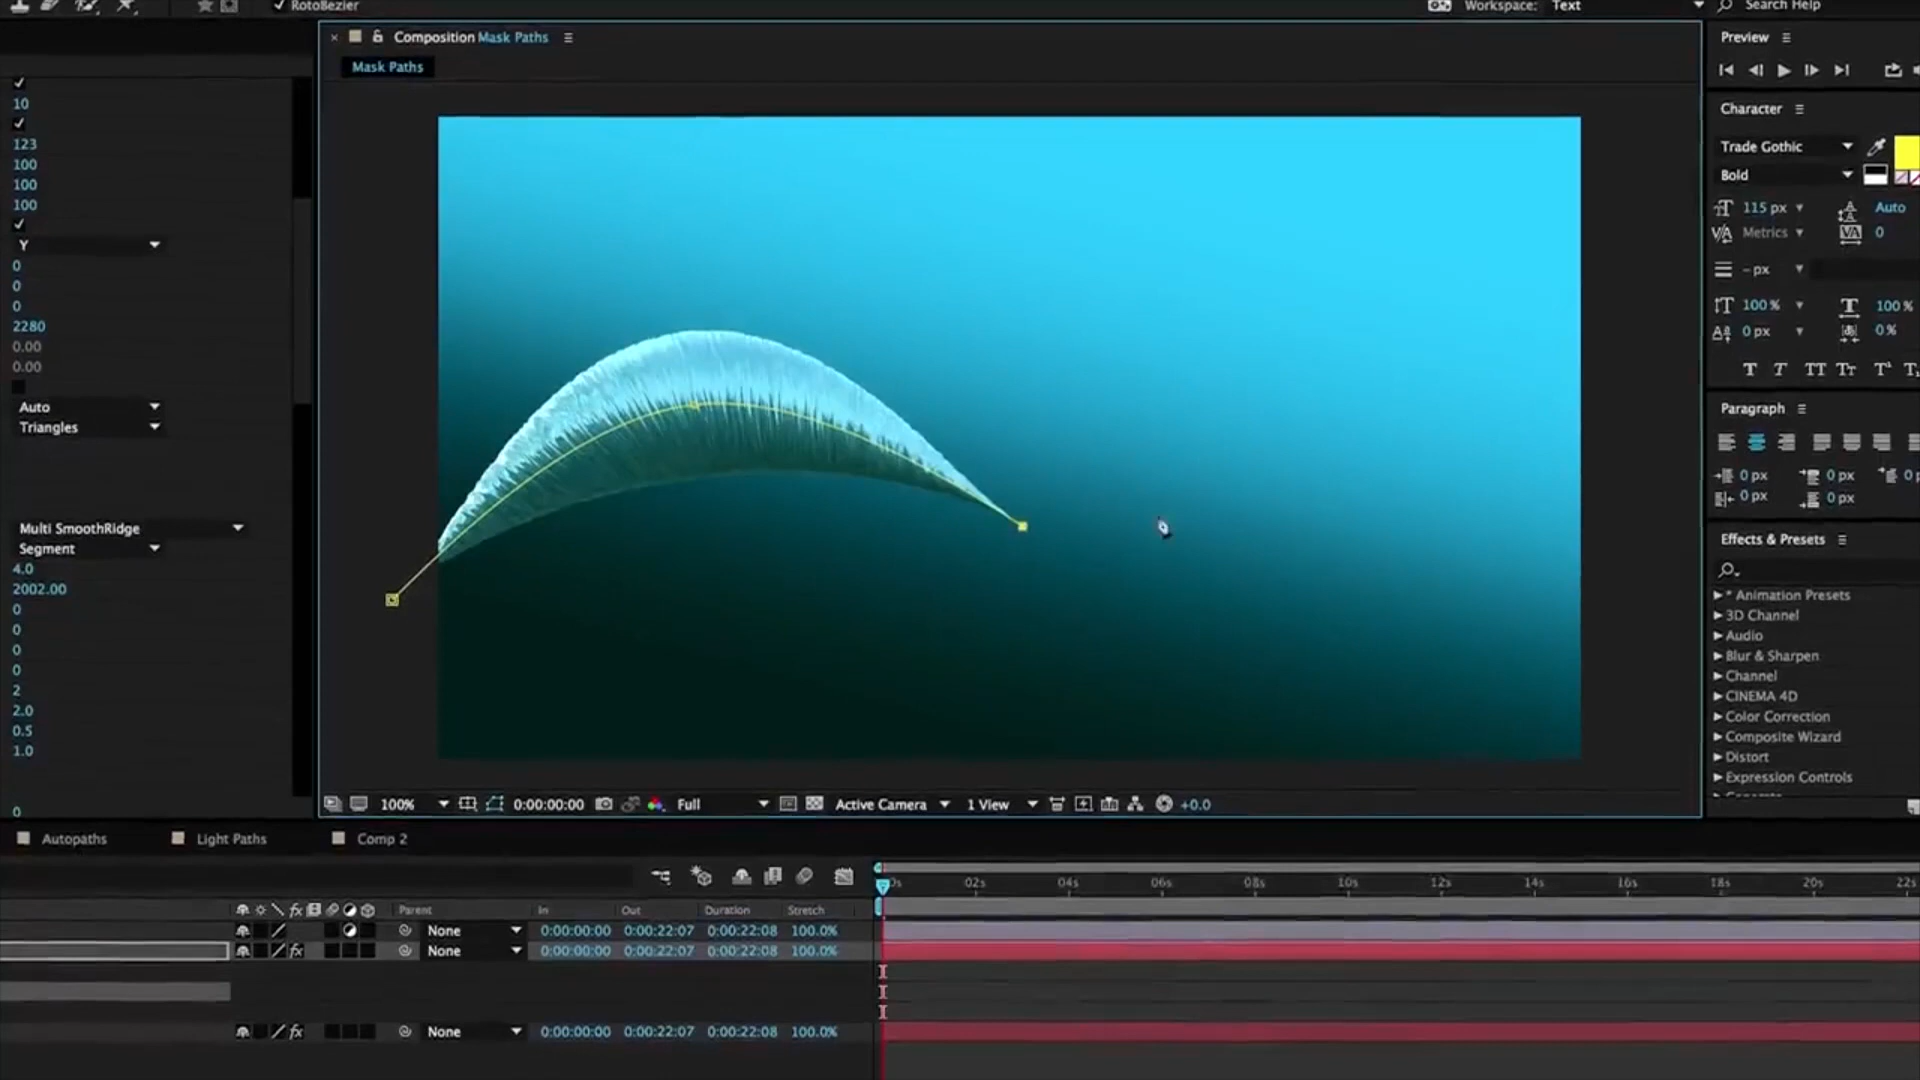 RotoBezier
Workspace: Text
Search Help
Composition Mask Paths
Mask Paths
10
123
100
100
100
Y
0
0
0
2280
0.00
0.00
Auto
Triangles
Multi SmoothRidge
Segment
4.0
2002.00
0
0
0
0
2
2.0
0.5
1.0
0
Preview
Character
Trade Gothic
Bold
115 px Auto
Metrics 0
- px
100 % 100 %
0 px 0 %
T T TT Tт T¹ T₁
Paragraph
0 px 0 px 0 p
0 px 0 px
Effects & Presets
* Animation Presets
3D Channel
Audio
Blur & Sharpen
Channel
CINEMA 4D
Color Correction
Composite Wizard
Distort
Expression Controls
100% 0:00:00:00 Full Active Camera 1 View +0.0
Autopaths Light Paths Comp 2
0s 02s 04s 06s 08s 10s 12s 14s 16s 18s 20s 22s
fx Parent In Out Duration Stretch
None 0:00:00:00 0:00:22:07 0:00:22:08 100.0%
fx None 0:00:00:00 0:00:22:07 0:00:22:08 100.0%
fx None 0:00:00:00 0:00:22:07 0:00:22:08 100.0%